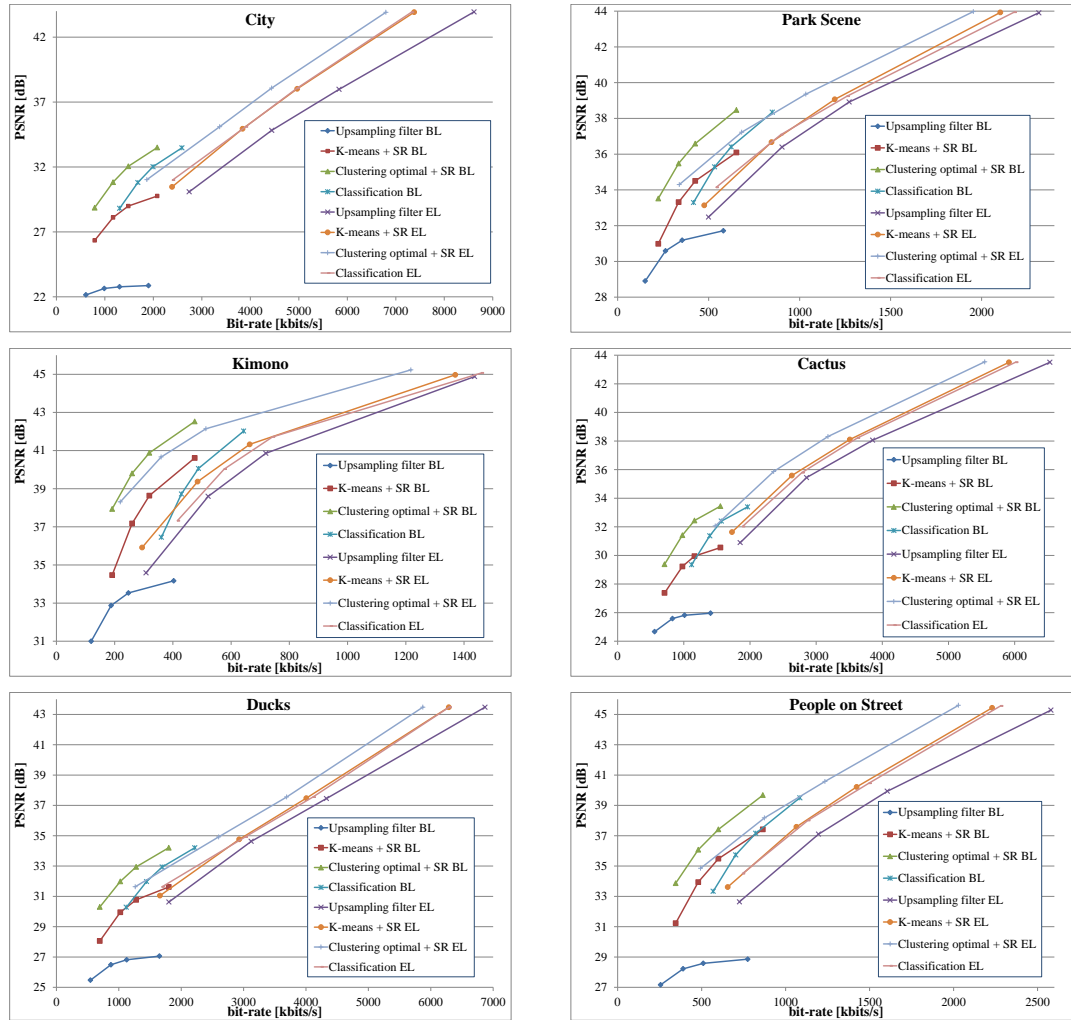 City
PSNR [dB]
42
37
32
27
22
0 1000 2000 3000 4000 5000 6000 7000 8000 9000
Bit-rate [kbits/s]
Upsampling filter BL
K-means + SR BL
Clustering optimal + SR BL
Classification BL
Upsampling filter EL
K-means + SR EL
Clustering optimal + SR EL
Classification EL
Park Scene
PSNR [dB]
44
42
40
38
36
34
32
30
28
0 500 1000 1500 2000
bit-rate [kbits/s]
Upsampling filter BL
K-means + SR BL
Clustering optimal + SR BL
Classification BL
Upsampling filter EL
K-means + SR EL
Clustering optimal + SR EL
Classification EL
Kimono
PSNR [dB]
45
43
41
39
37
35
33
31
0 200 400 600 800 1000 1200 1400
bit-rate [kbits/s]
Upsampling filter BL
K-means + SR BL
Clustering optimal + SR BL
Classification BL
Upsampling filter EL
K-means + SR EL
Clustering optimal + SR EL
Classification EL
Cactus
PSNR [dB]
44
42
40
38
36
34
32
30
28
26
24
0 1000 2000 3000 4000 5000 6000
bit-rate [kbits/s]
Upsampling filter BL
K-means + SR BL
Clustering optimal + SR BL
Classification BL
Upsampling filter EL
K-means + SR EL
Clustering optimal + SR EL
Classification EL
Ducks
PSNR [dB]
43
41
39
37
35
33
31
29
27
25
0 1000 2000 3000 4000 5000 6000 7000
bit-rate [kbits/s]
Upsampling filter BL
K-means + SR BL
Clustering optimal + SR BL
Classification BL
Upsampling filter EL
K-means + SR EL
Clustering optimal + SR EL
Classification EL
People on Street
PSNR [dB]
45
43
41
39
37
35
33
31
29
27
0 500 1000 1500 2000 2500
bit-rate [kbits/s]
Upsampling filter BL
K-means + SR BL
Clustering optimal + SR BL
Classification BL
Upsampling filter EL
K-means + SR EL
Clustering optimal + SR EL
Classification EL